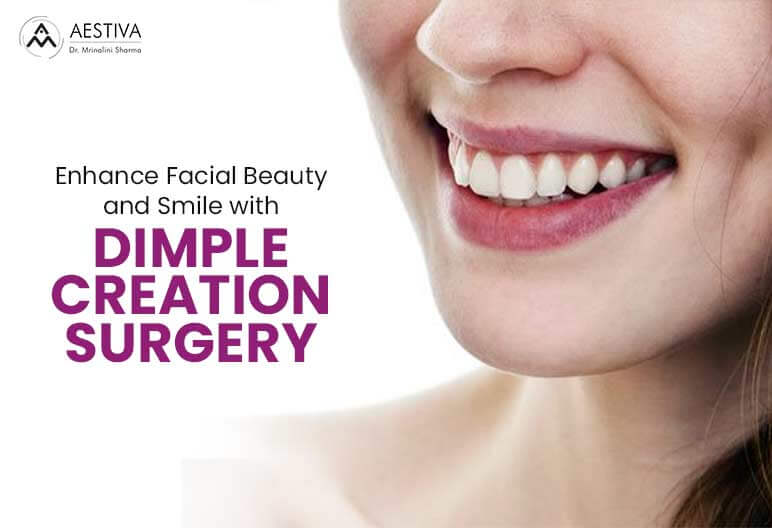 AESTIVA
Dr. Mrinalini Sharma
Enhance Facial Beauty
and Smile with
DIMPLE
CREATION
SURGERY